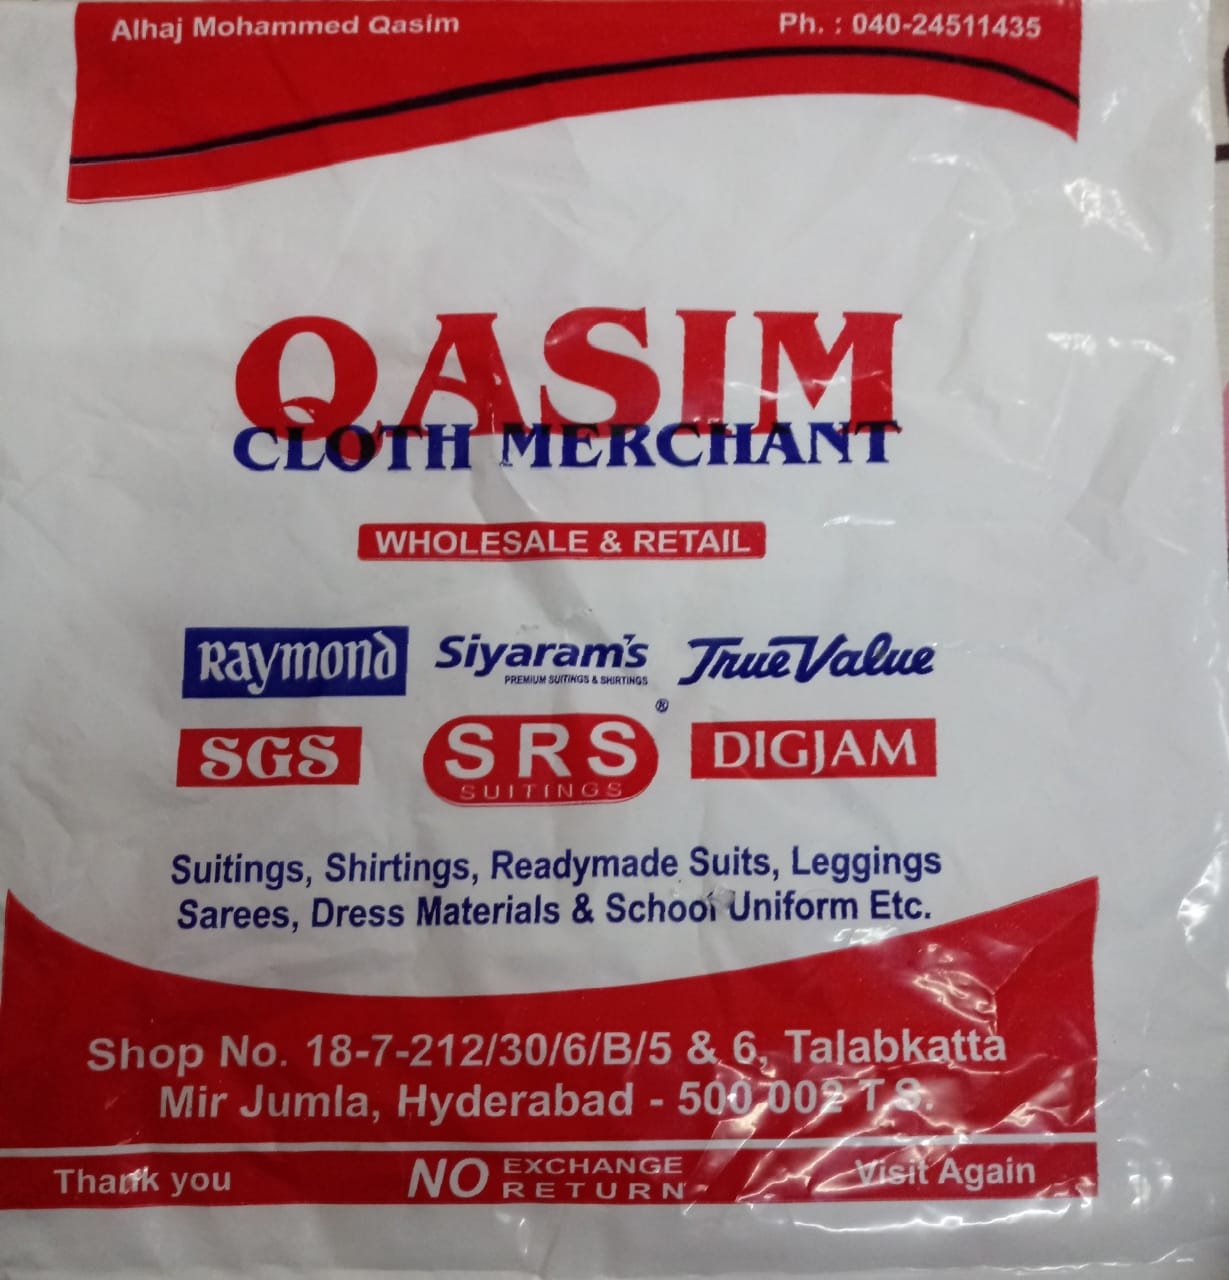 Alhaj Mohammed Qasim
Ph. : 040-24511435
QASIM
CLOTH MERCHANT
WHOLESALE & RETAIL
Raymond
Siyaram's
PREMIUM SUITINGS & SHIRTINGS
TrueValue
SGS
®
SRS
SUITINGS
DIGJAM
Suitings, Shirtings, Readymade Suits, Leggings
Sarees, Dress Materials & School Uniform Etc.
Shop No. 18-7-212/30/6/B/5 & 6, Talabkatta
Mir Jumla, Hyderabad - 500 002 T.S.
Thank you
NO EXCHANGE
RETURN
Visit Again